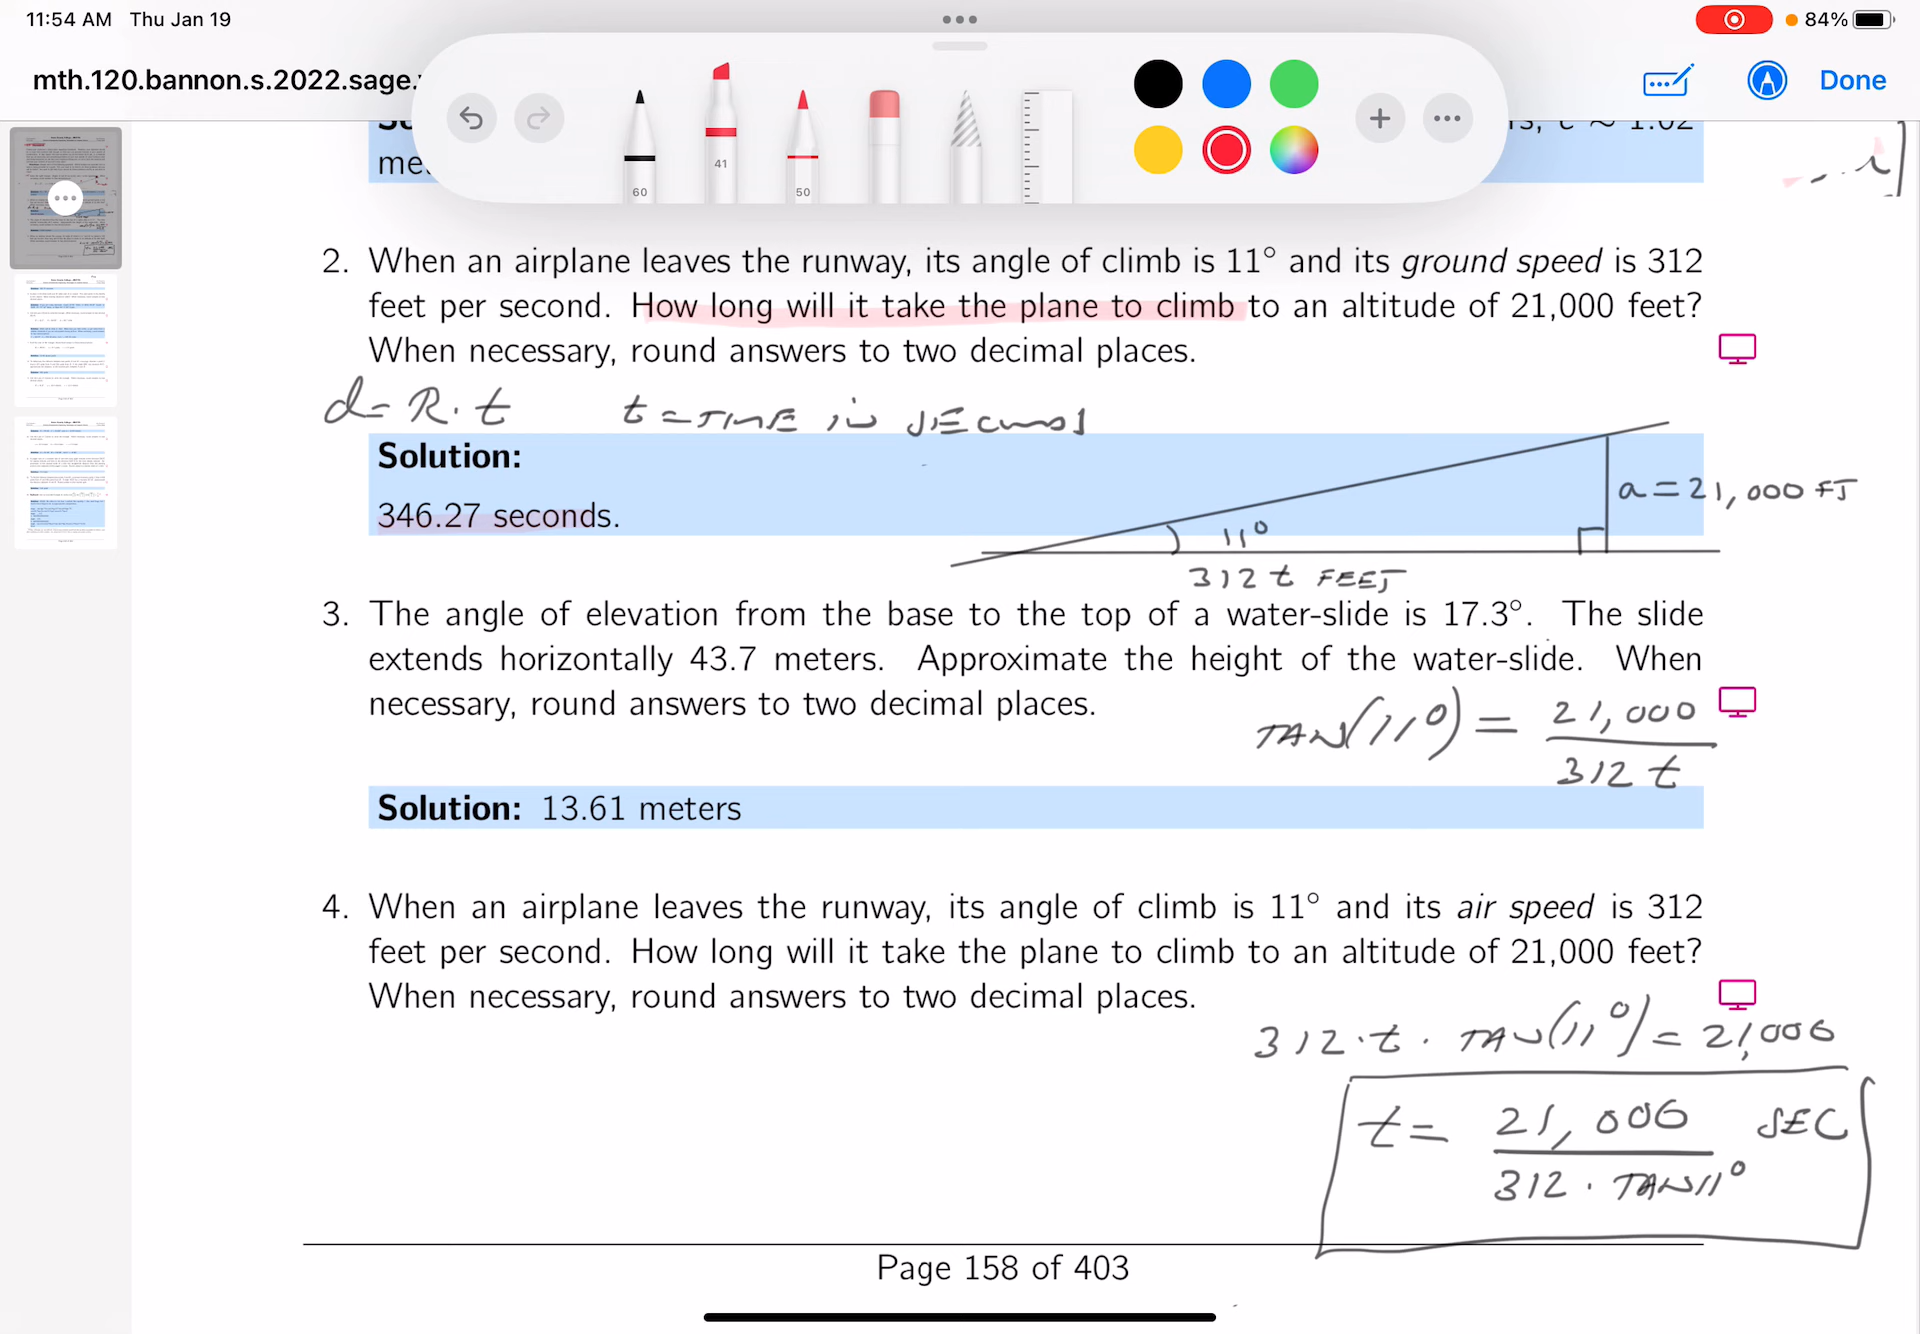 11:54 AM Thu Jan 19
84%
mth.120.bannon.s.2022.sage.
Done
60
41
50
me
2. When an airplane leaves the runway, its angle of climb is 11° and its ground speed is 312
feet per second. How long will it take the plane to climb to an altitude of 21,000 feet?
When necessary, round answers to two decimal places.
d = R · t t = TIME in SECONDS
Solution:
346.27 seconds.
a = 21,000 FT
11°
312 t FEET
3. The angle of elevation from the base to the top of a water-slide is 17.3°. The slide
extends horizontally 43.7 meters. Approximate the height of the water-slide. When
necessary, round answers to two decimal places.
TAN(11°) = 21,000
312 t
Solution: 13.61 meters
4. When an airplane leaves the runway, its angle of climb is 11° and its air speed is 312
feet per second. How long will it take the plane to climb to an altitude of 21,000 feet?
When necessary, round answers to two decimal places.
312 · t · TAN(11°) = 21,000
t = 21,000 SEC
312 · TAN11°
Page 158 of 403